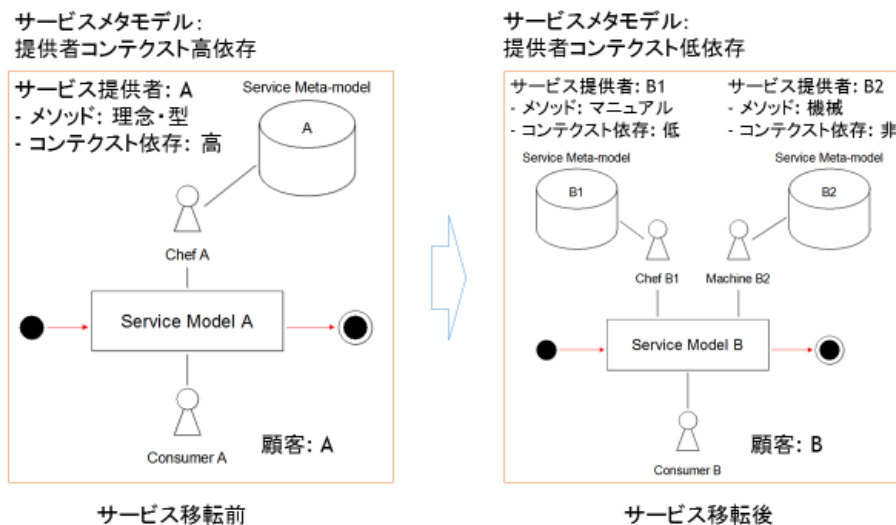 サービスメタモデル:
提供者コンテクスト高依存
サービス提供者: A
- メソッド: 理念・型
- コンテクスト依存: 高
Service Meta-model
A
Chef A
Service Model A
Consumer A
顧客: A
サービス移転前
サービスメタモデル:
提供者コンテクスト低依存
サービス提供者: B1
- メソッド: マニュアル
- コンテクスト依存: 低
サービス提供者: B2
- メソッド: 機械
- コンテクスト依存: 非
Service Meta-model
Service Meta-model
B1
B2
Chef B1
Machine B2
Service Model B
Consumer B
顧客: B
サービス移転後